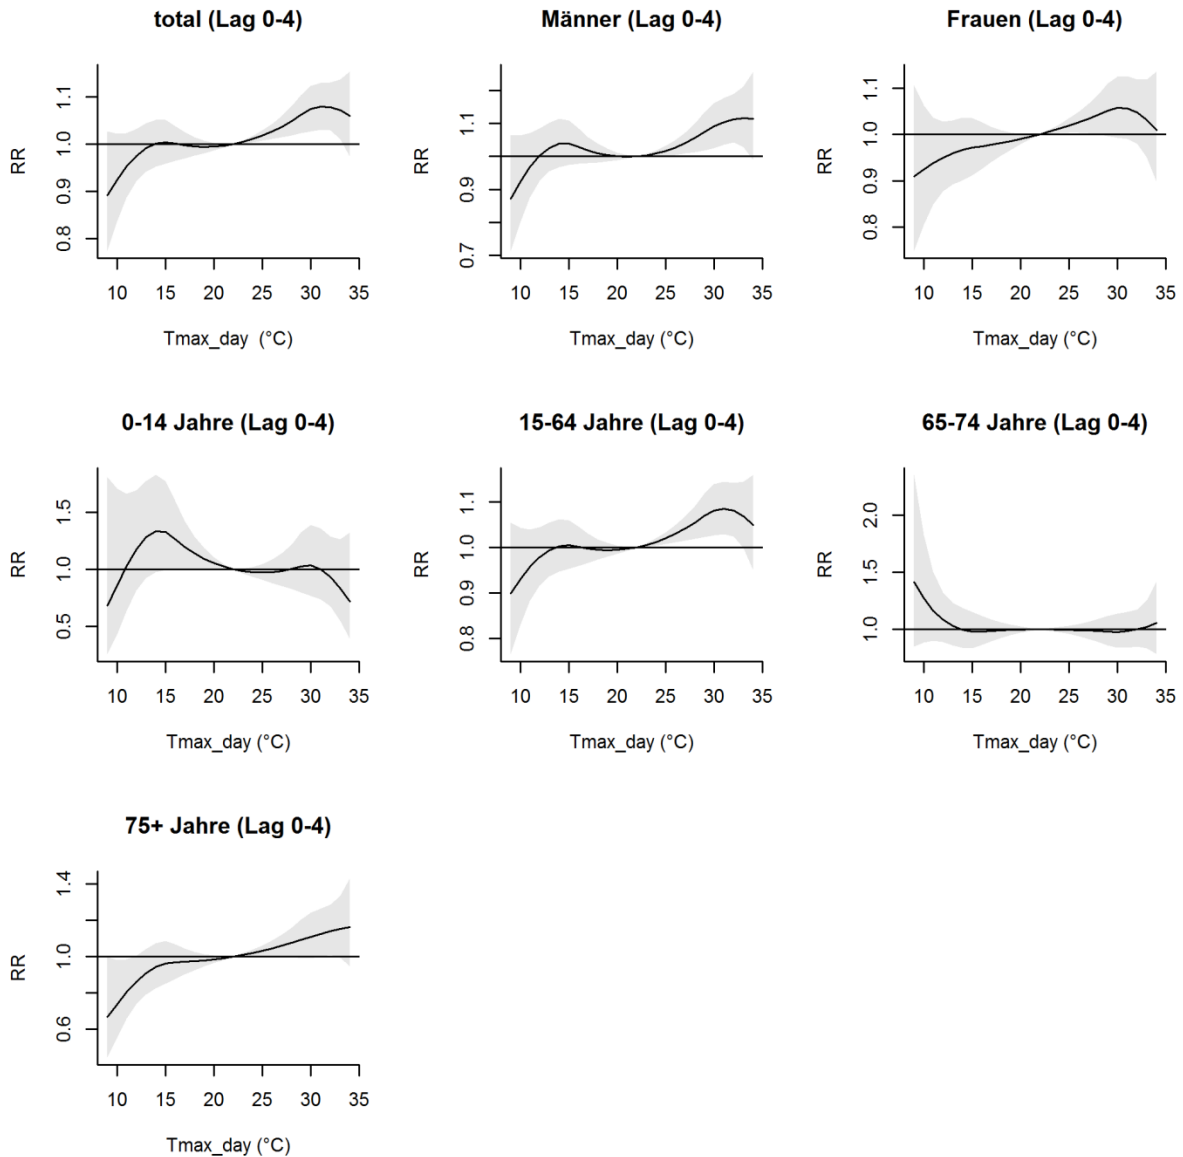 total (Lag 0-4)
RR
1.1
1.0
0.9
0.8
10 15 20 25 30 35
Tmax_day (°C)
Männer (Lag 0-4)
RR
1.1
0.9
0.7
10 15 20 25 30 35
Tmax_day (°C)
Frauen (Lag 0-4)
RR
1.1
1.0
0.9
0.8
10 15 20 25 30 35
Tmax_day (°C)
0-14 Jahre (Lag 0-4)
RR
1.5
1.0
0.5
10 15 20 25 30 35
Tmax_day (°C)
15-64 Jahre (Lag 0-4)
RR
1.1
1.0
0.9
0.8
10 15 20 25 30 35
Tmax_day (°C)
65-74 Jahre (Lag 0-4)
RR
2.0
1.5
1.0
10 15 20 25 30 35
Tmax_day (°C)
75+ Jahre (Lag 0-4)
RR
1.4
1.0
0.6
10 15 20 25 30 35
Tmax_day (°C)